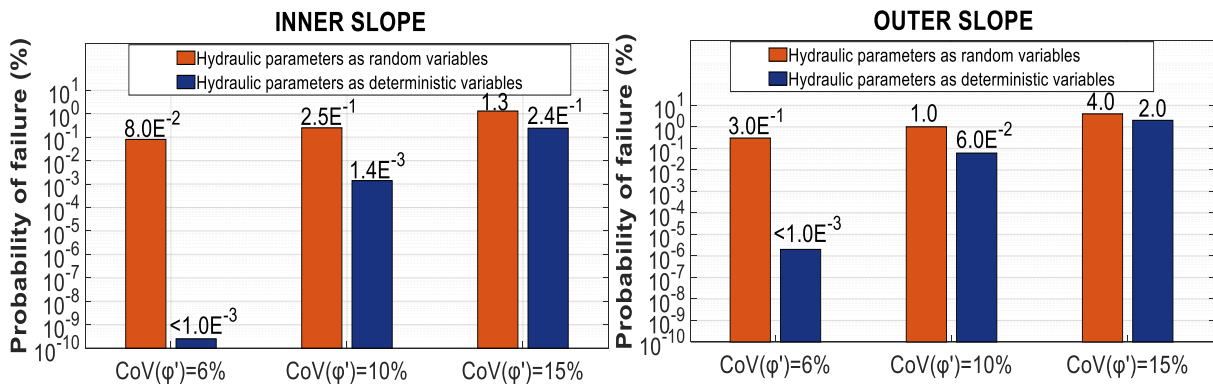 INNER SLOPE
Probability of failure (%)
Hydraulic parameters as random variables
Hydraulic parameters as deterministic variables
10^1
10^0
10^-1
10^-2
10^-3
10^-4
10^-5
10^-6
10^-7
10^-8
10^-9
10^-10
8.0E^-2
<1.0E^-3
2.5E^-1
1.4E^-3
1.3
2.4E^-1
CoV(φ')=6%
CoV(φ')=10%
CoV(φ')=15%
OUTER SLOPE
Probability of failure (%)
Hydraulic parameters as random variables
Hydraulic parameters as deterministic variables
10^1
10^0
10^-1
10^-2
10^-3
10^-4
10^-5
10^-6
10^-7
10^-8
10^-9
10^-10
3.0E^-1
<1.0E^-3
1.0
6.0E^-2
4.0
2.0
CoV(φ')=6%
CoV(φ')=10%
CoV(φ')=15%